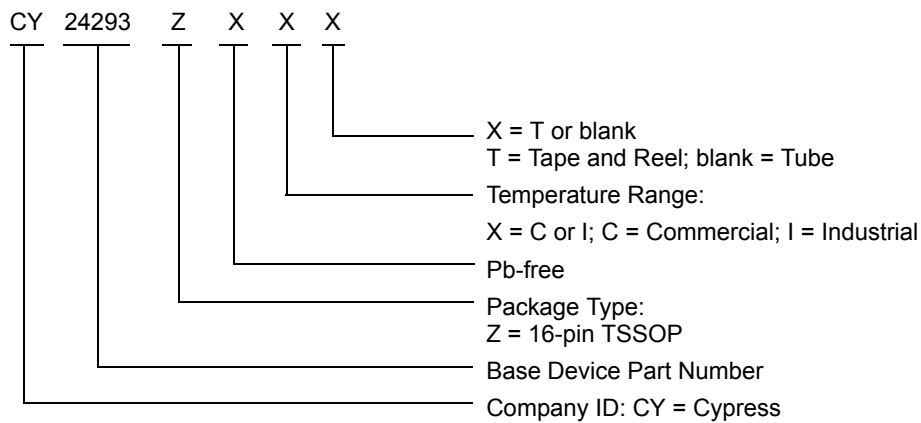 CY 24293 Z X X X
X = T or blank
T = Tape and Reel; blank = Tube
Temperature Range:
X = C or I; C = Commercial; I = Industrial
Pb-free
Package Type:
Z = 16-pin TSSOP
Base Device Part Number
Company ID: CY = Cypress